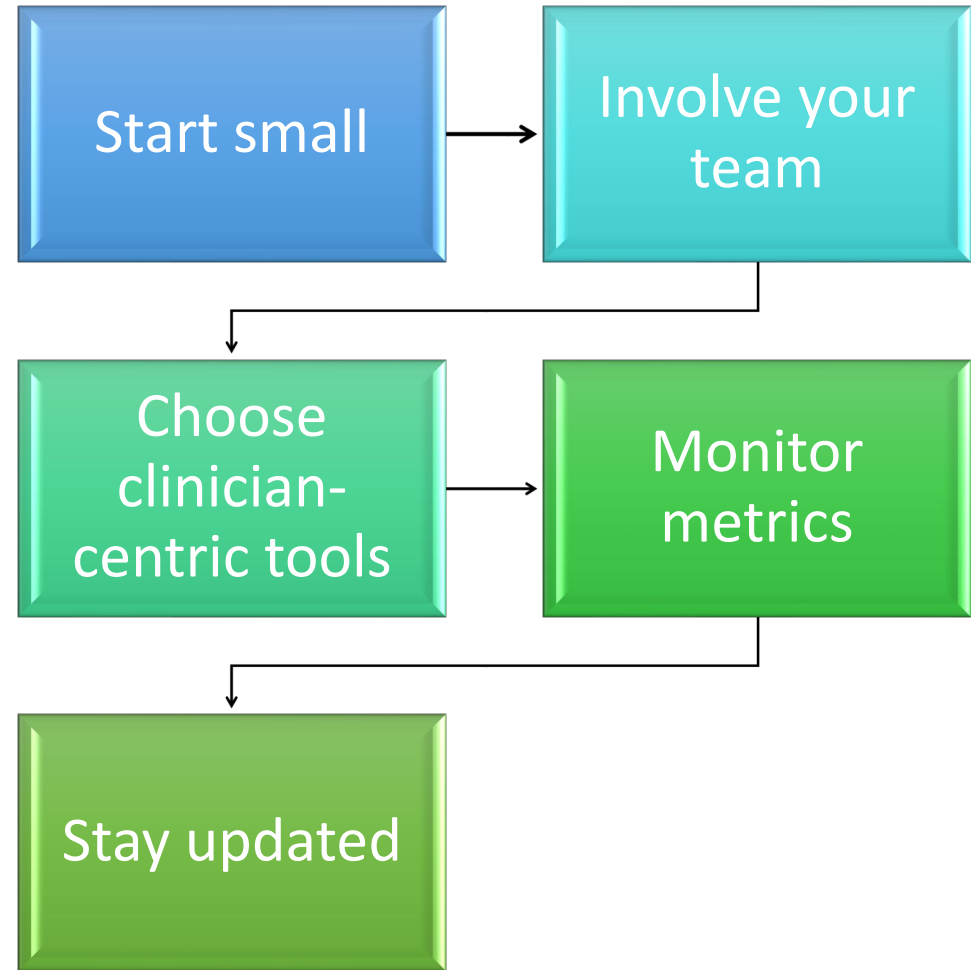 Start small
Involve your
team
Choose
clinician-
centric tools
Monitor
metrics
Stay updated